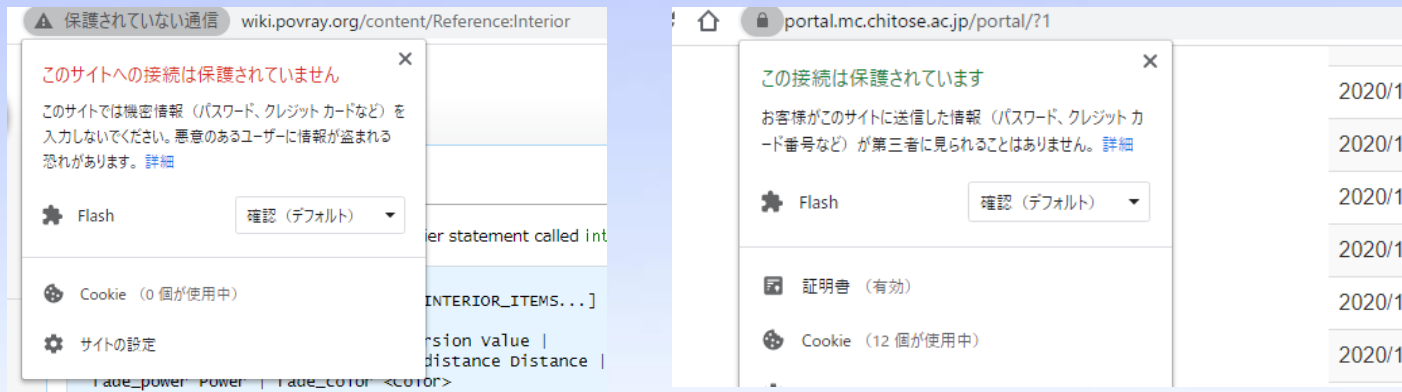 保護されていない通信 wiki.povray.org/content/Reference:Interior
このサイトへの接続は保護されていません
このサイトでは機密情報（パスワード、クレジット カードなど）を
入力しないでください。悪意のあるユーザーに情報が盗まれる
恐れがあります。 詳細
Flash 確認（デフォルト）
ier statement called int
Cookie （0 個が使用中）
INTERIOR_ITEMS...]
サイトの設定
rsion Value |
distance Distance |
fade_power Power | fade_color <Color>
portal.mc.chitose.ac.jp/portal/?1
この接続は保護されています
お客様がこのサイトに送信した情報（パスワード、クレジット カ
ード番号など）が第三者に見られることはありません。 詳細
Flash 確認（デフォルト）
証明書 （有効）
Cookie （12 個が使用中）
2020/1
2020/1
2020/1
2020/1
2020/1
2020/1